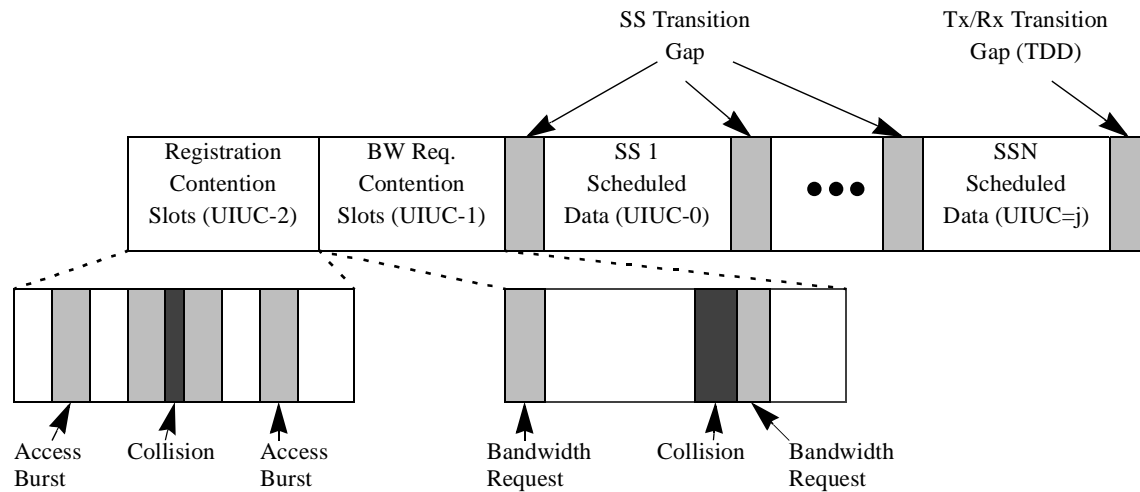 SS Transition
Gap
Tx/Rx Transition
Gap (TDD)
Registration
Contention
Slots (UIUC-2)
BW Req.
Contention
Slots (UIUC-1)
SS 1
Scheduled
Data (UIUC-0)
SSN
Scheduled
Data (UIUC=j)
Access
Burst
Collision
Access
Burst
Bandwidth
Request
Collision
Bandwidth
Request